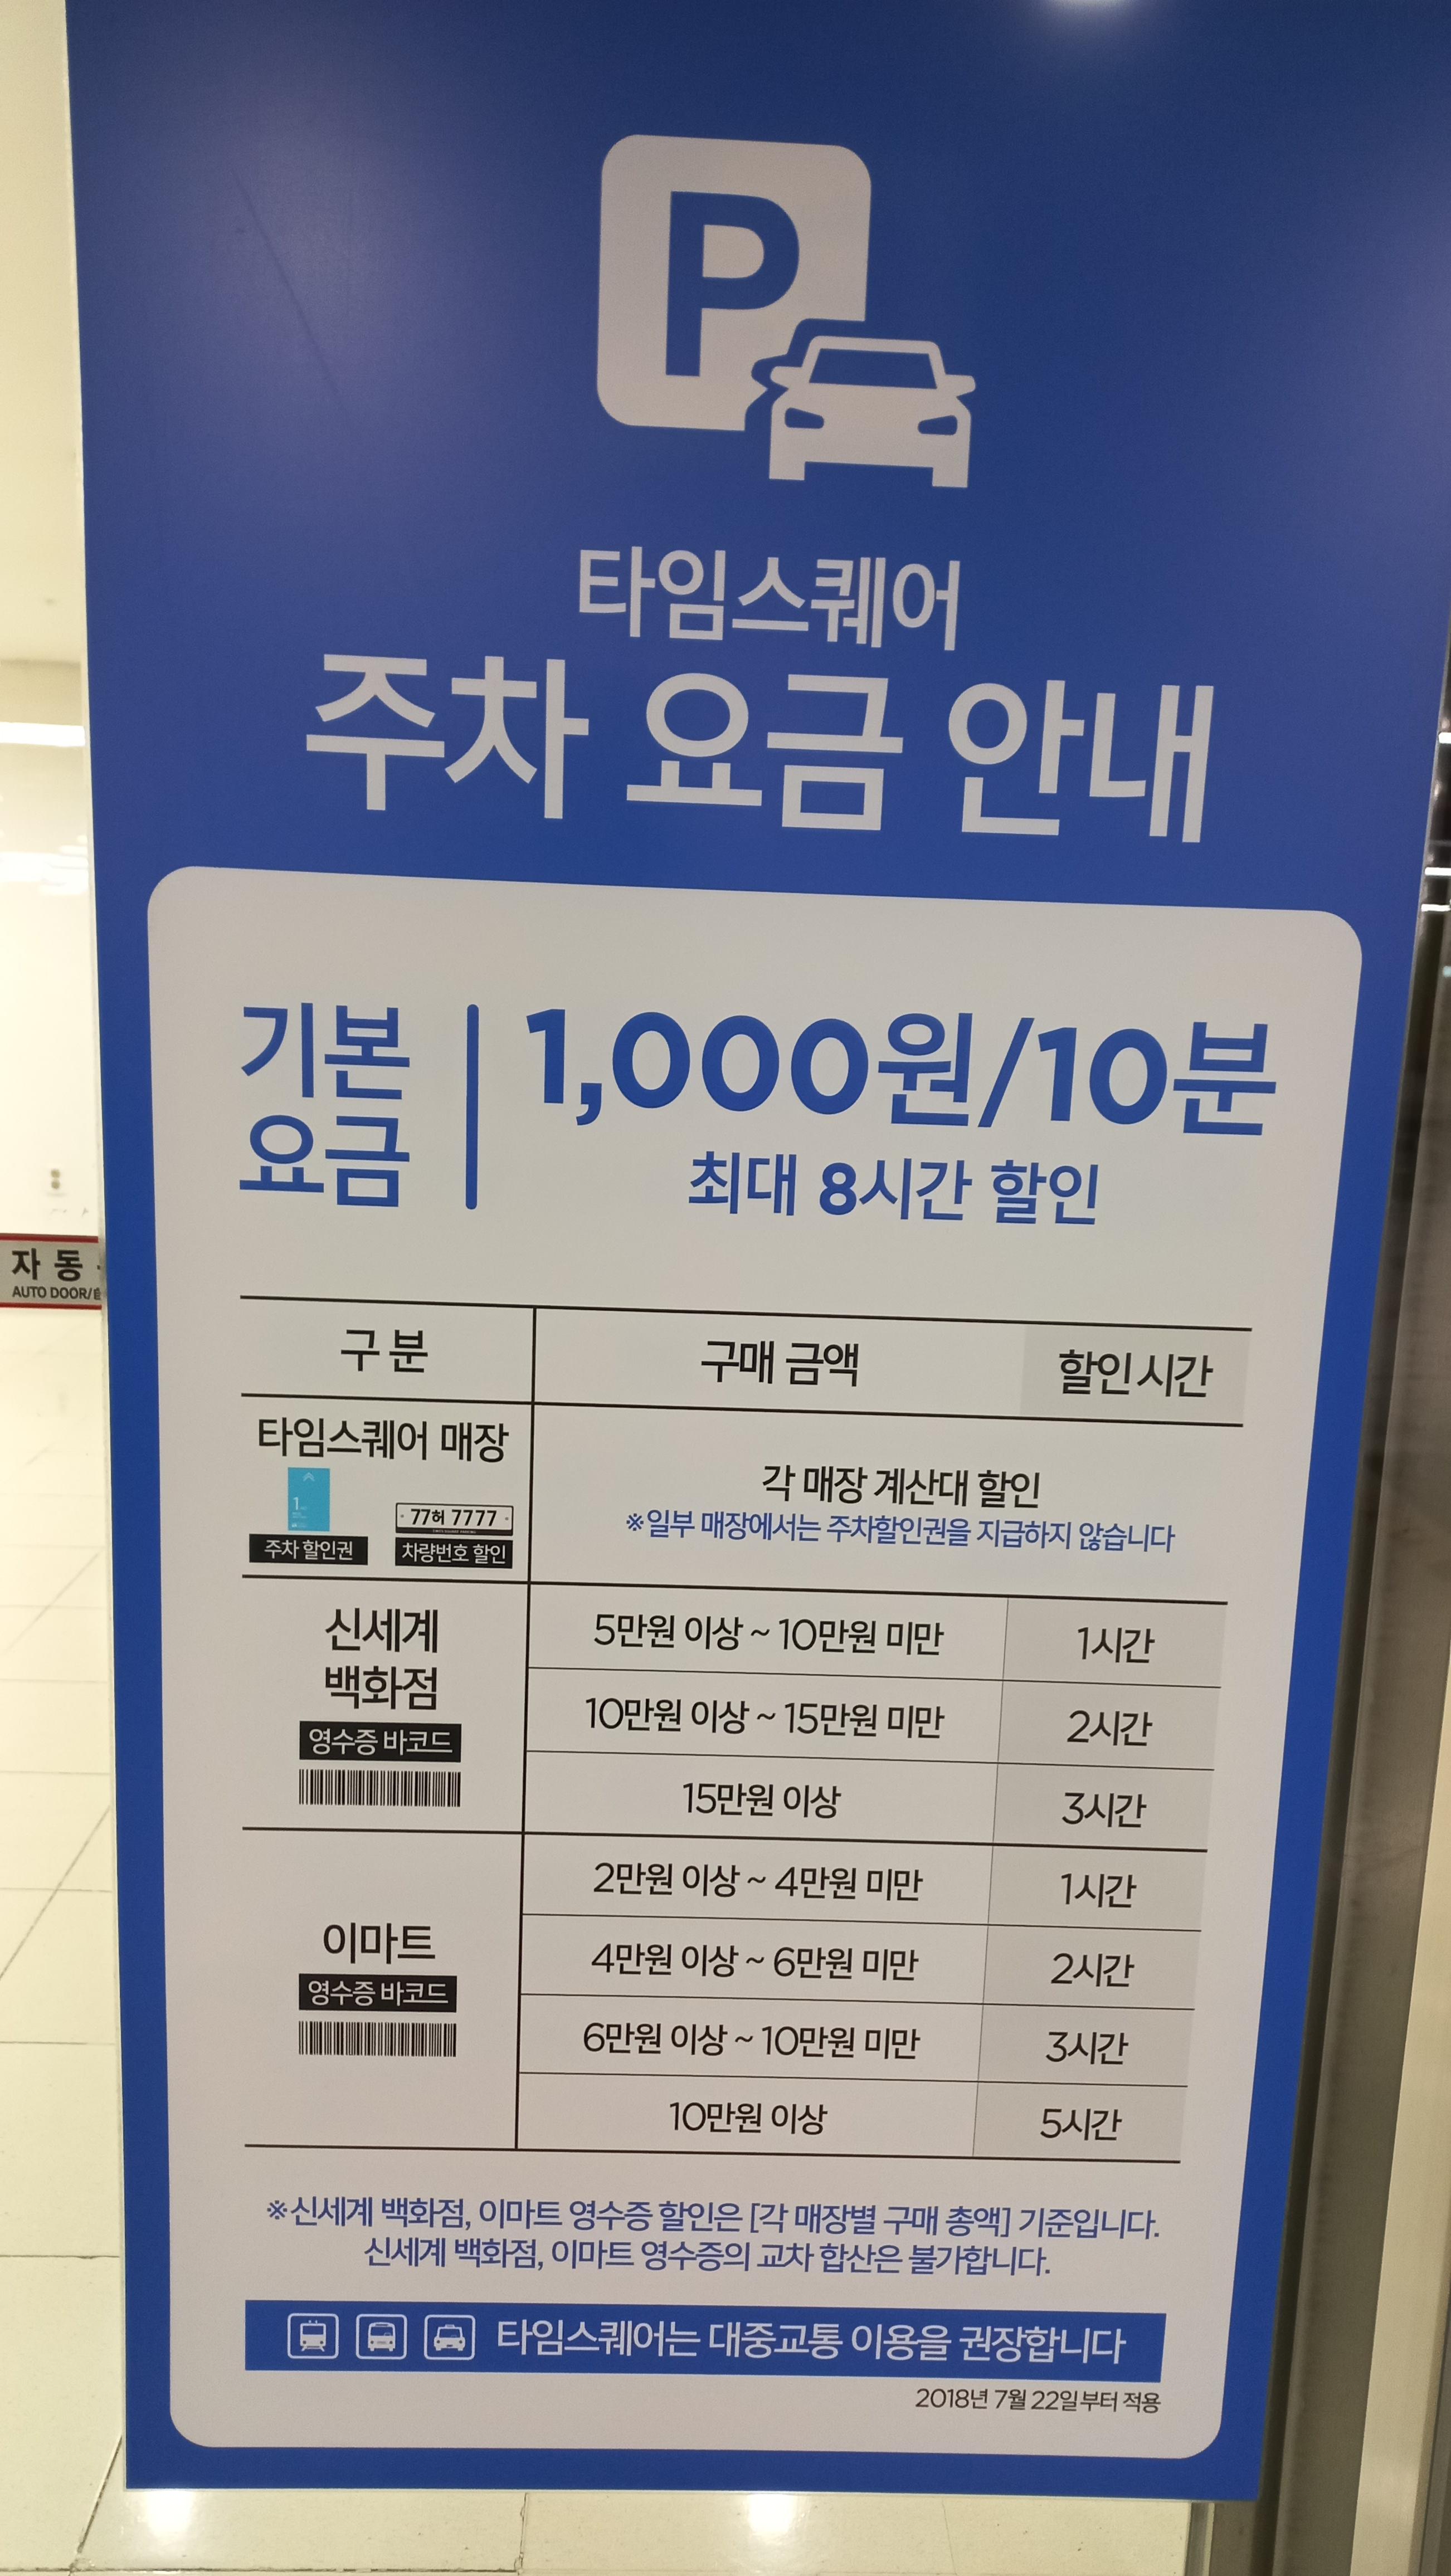 P
타임스퀘어
주차 요금 안내
기본
요금
1,000원/10분
최대 8시간 할인
자 동
AUTO DOOR/
구 분
구매 금액
할인 시간
타임스퀘어 매장
1
77허 7777
주차 할인권
차량번호 할인
각 매장 계산대 할인
※일부 매장에서는 주차할인권을 지급하지 않습니다
신세계
백화점
영수증 바코드
5만원 이상 ~ 10만원 미만
1시간
10만원 이상 ~ 15만원 미만
2시간
15만원 이상
3시간
이마트
영수증 바코드
2만원 이상 ~ 4만원 미만
1시간
4만원 이상 ~ 6만원 미만
2시간
6만원 이상 ~ 10만원 미만
3시간
10만원 이상
5시간
※신세계 백화점, 이마트 영수증 할인은 [각 매장별 구매 총액] 기준입니다.
신세계 백화점, 이마트 영수증의 교차 합산은 불가합니다.
타임스퀘어는 대중교통 이용을 권장합니다
2018년 7월 22일부터 적용